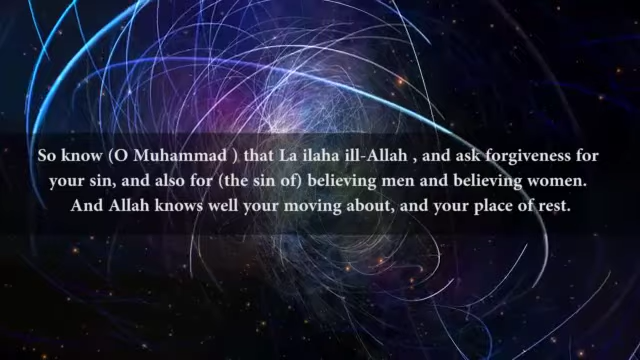 So know (O Muhammad ) that La ilaha ill-Allah , and ask forgiveness for
your sin, and also for (the sin of) believing men and believing women.
And Allah knows well your moving about, and your place of rest.